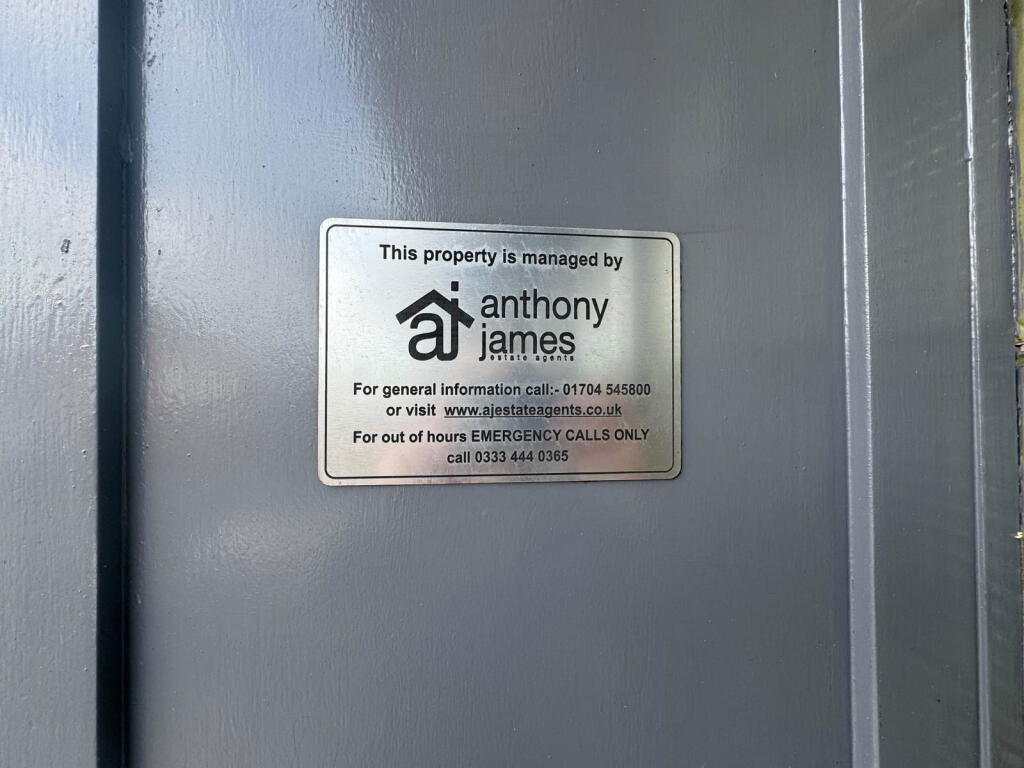 This property is managed by
aj anthony
james
estate agents
For general information call:- 01704 545800
or visit www.ajestateagents.co.uk
For out of hours EMERGENCY CALLS ONLY
call 0333 444 0365